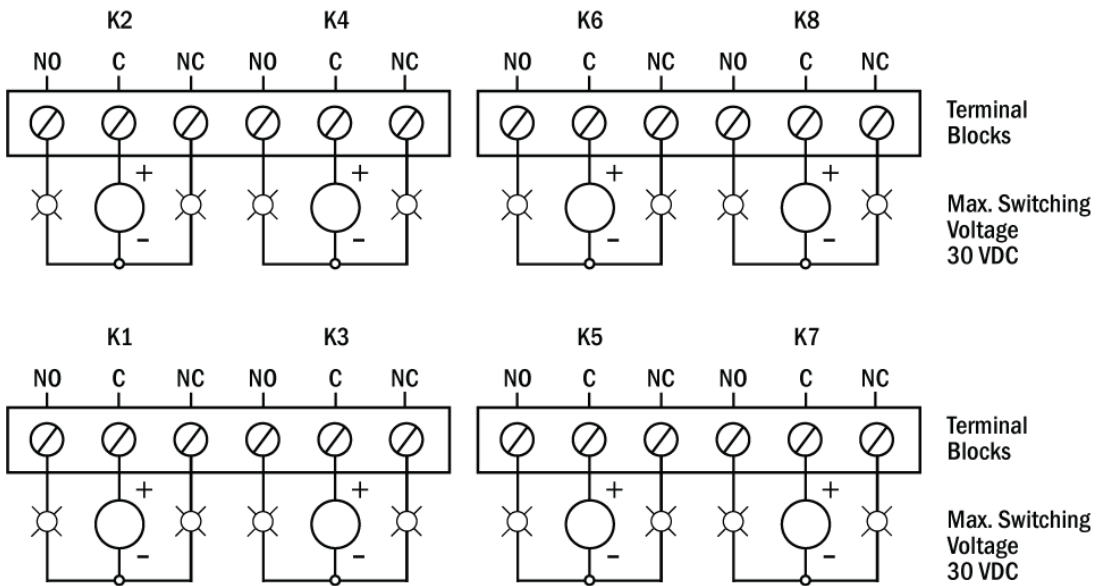 K2 K4 K6 K8
NO C NC NO C NC NO C NC NO C NC
Terminal
Blocks
+ + + +
Max. Switching
Voltage
30 VDC
- - - -
K1 K3 K5 K7
NO C NC NO C NC NO C NC NO C NC
Terminal
Blocks
+ + + +
Max. Switching
Voltage
30 VDC
- - - -